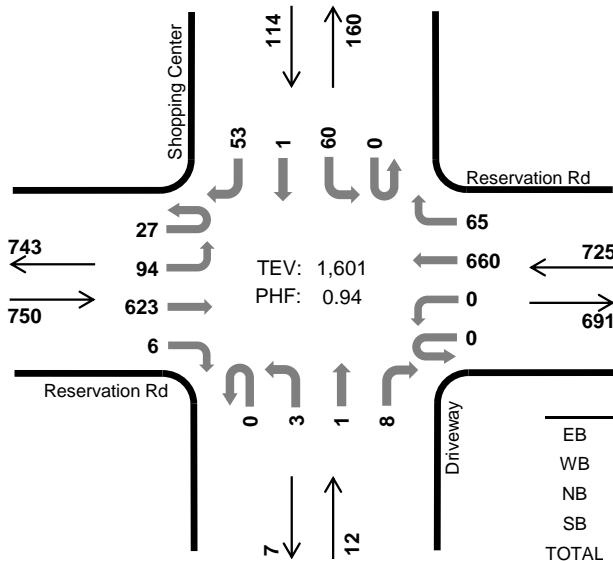 114
160
Shopping Center
53
1
60
0
Reservation Rd
27
65
743
94
TEV: 1,601
660
725
750
623
PHF: 0.94
0
691
6
0
Reservation Rd
0
3
1
8
Driveway
EB
WB
NB
SB
TOTAL
7
12